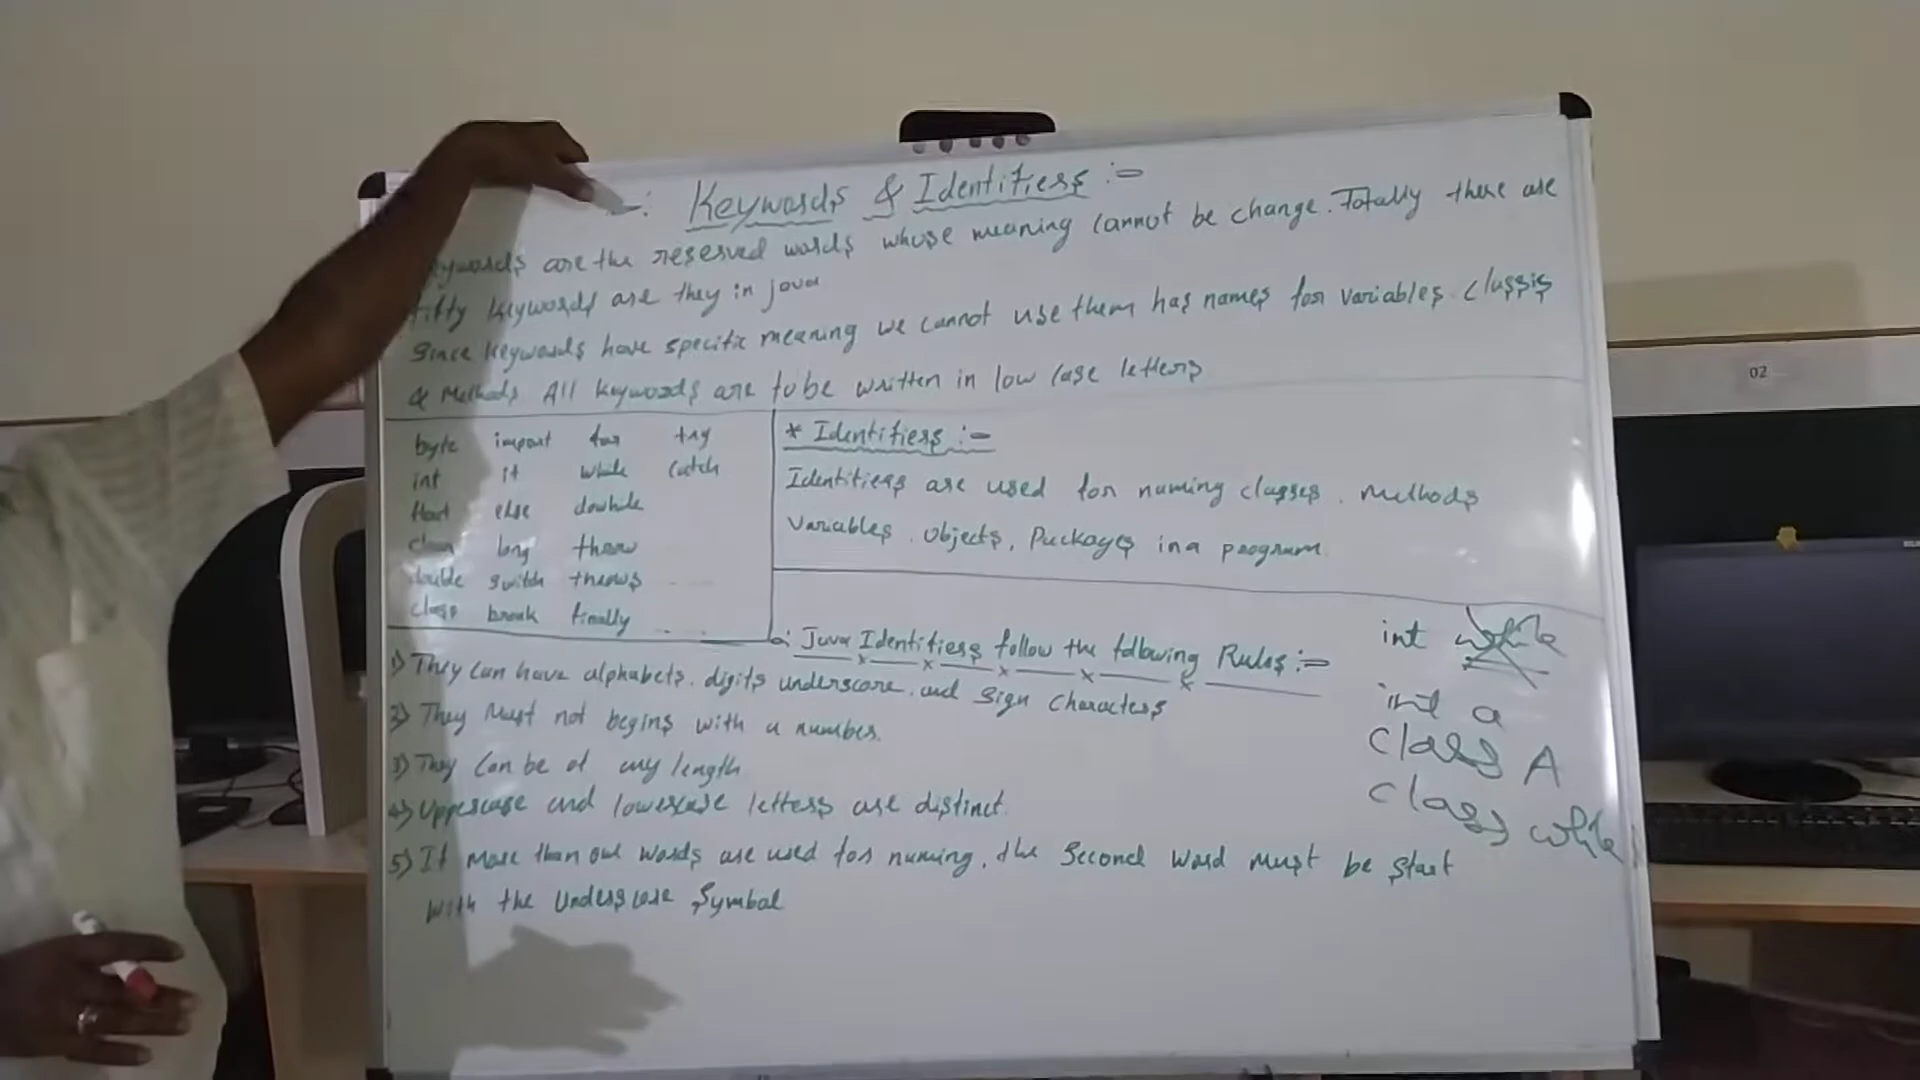 -: Keywords & Identifiers :-
Keywords are the reserved words whose meaning cannot be change. Totally there are
fifty keywords are they in java
Since keywords have specific meaning we cannot use them has names for variables. classis
& Methods All keywords are to be written in low case letters
byte import for try
int if while catch
float else dowhile
char long throw
double switch throws
class break finally
* Identifiers :-
Identifiers are used for naming classes. Methods
Variables. Objects, Packages in a program.
Java Identifiers follow the following Rules :-
1) They can have alphabets. digits underscore. and sign characters
2) They Must not begins with a number.
3) They can be of any length
4) Uppercase and lowercase letters are distinct.
5) If More than one words are used for naming, the Second word must be start
with the underscore symbol
int while
int a
class A
class while
02